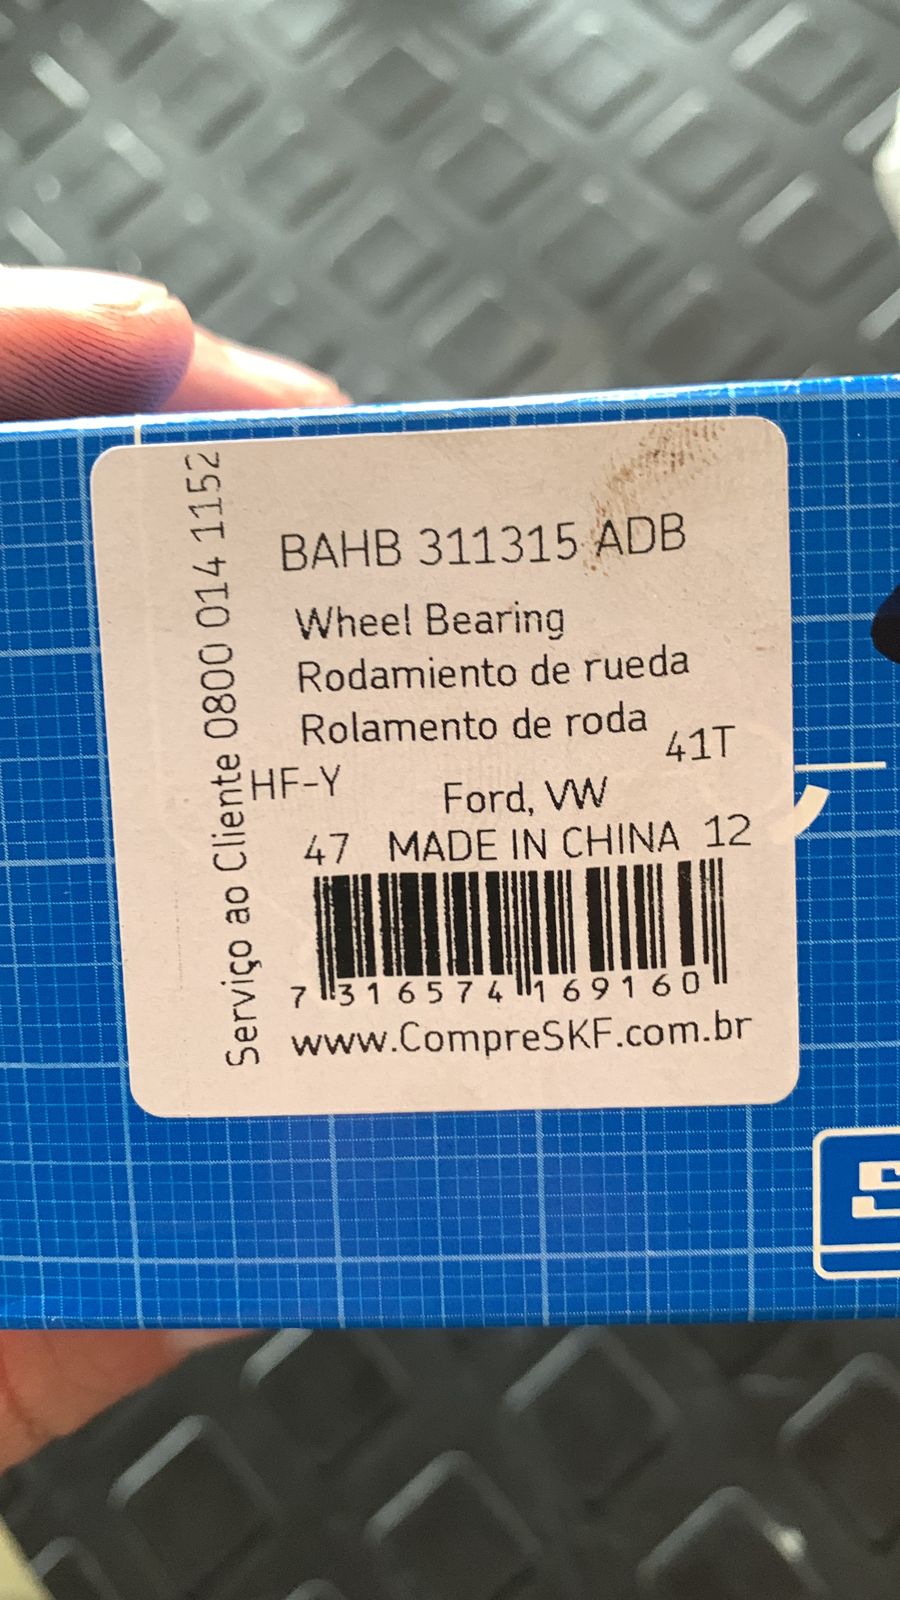 BAHB 311315 ADB
Wheel Bearing
Rodamiento de rueda
Rolamento de roda
41T
HF-Y
Ford, VW
47 MADE IN CHINA 12
7 316574 169160
www.CompreSKF.com.br
Serviço ao Cliente 0800 014 1152